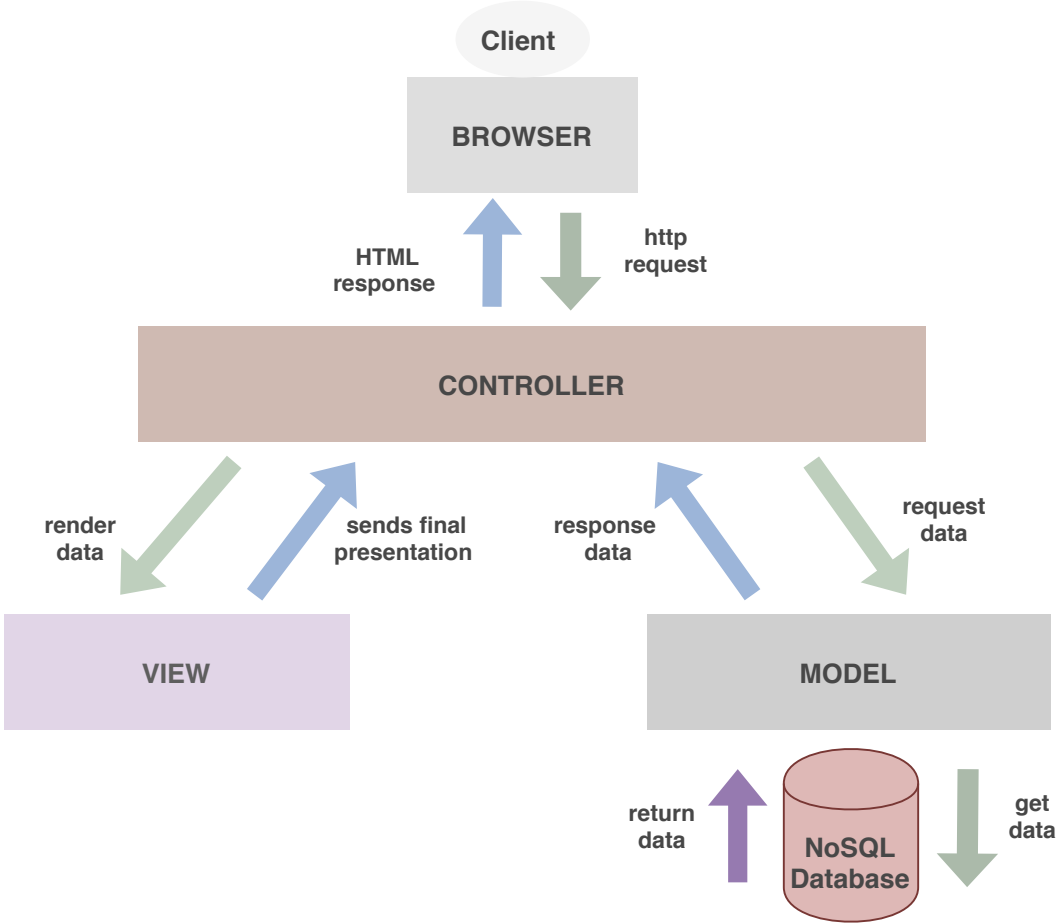 Client
BROWSER
HTML
response
http
request
CONTROLLER
render
data
sends final
presentation
response
data
request
data
VIEW
MODEL
return
data
NoSQL
Database
get
data